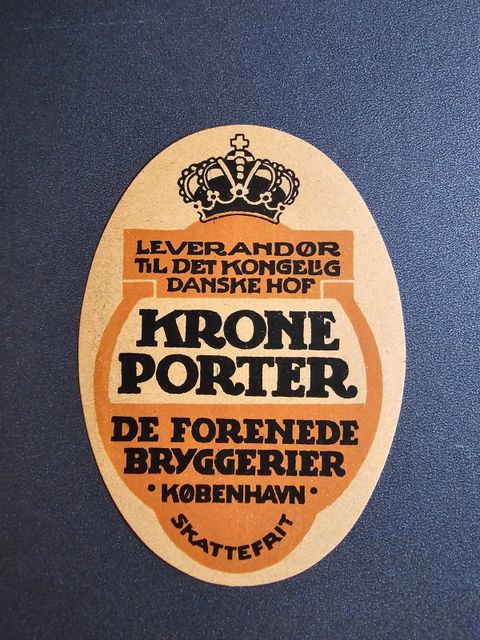 LEVERANDØR
TIL DET KONGELIG
DANSKE HOF
KRONE
PORTER
DE FORENEDE
BRYGGERIER
• KØBENHAVN •
SKATTEFRIT